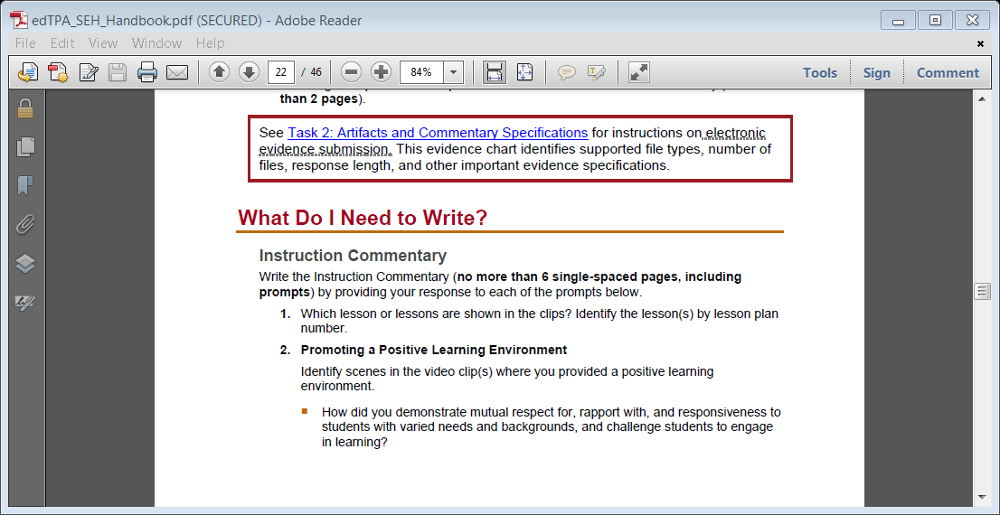 edTPA_SEH_Handbook.pdf (SECURED) - Adobe Reader
File Edit View Window Help
22 / 46 84% Tools Sign Comment
than 2 pages).
See Task 2: Artifacts and Commentary Specifications for instructions on electronic
evidence submission. This evidence chart identifies supported file types, number of
files, response length, and other important evidence specifications.
What Do I Need to Write?
Instruction Commentary
Write the Instruction Commentary (no more than 6 single-spaced pages, including
prompts) by providing your response to each of the prompts below.
1. Which lesson or lessons are shown in the clips? Identify the lesson(s) by lesson plan
number.
2. Promoting a Positive Learning Environment
Identify scenes in the video clip(s) where you provided a positive learning
environment.
■ How did you demonstrate mutual respect for, rapport with, and responsiveness to
students with varied needs and backgrounds, and challenge students to engage
in learning?